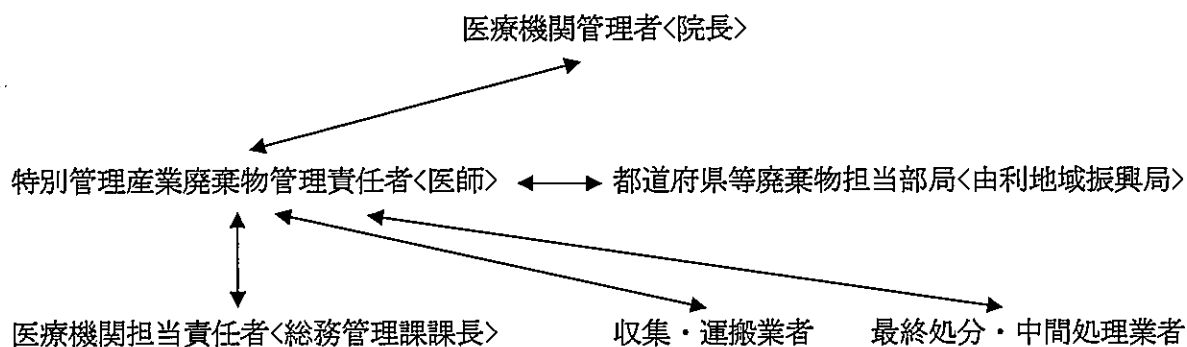 医療機関管理者<院長>
特別管理産業廃棄物管理責任者<医師>
都道府県等廃棄物担当部局<由利地域振興局>
医療機関担当責任者<総務管理課課長>
収集・運搬業者
最終処分・中間処理業者